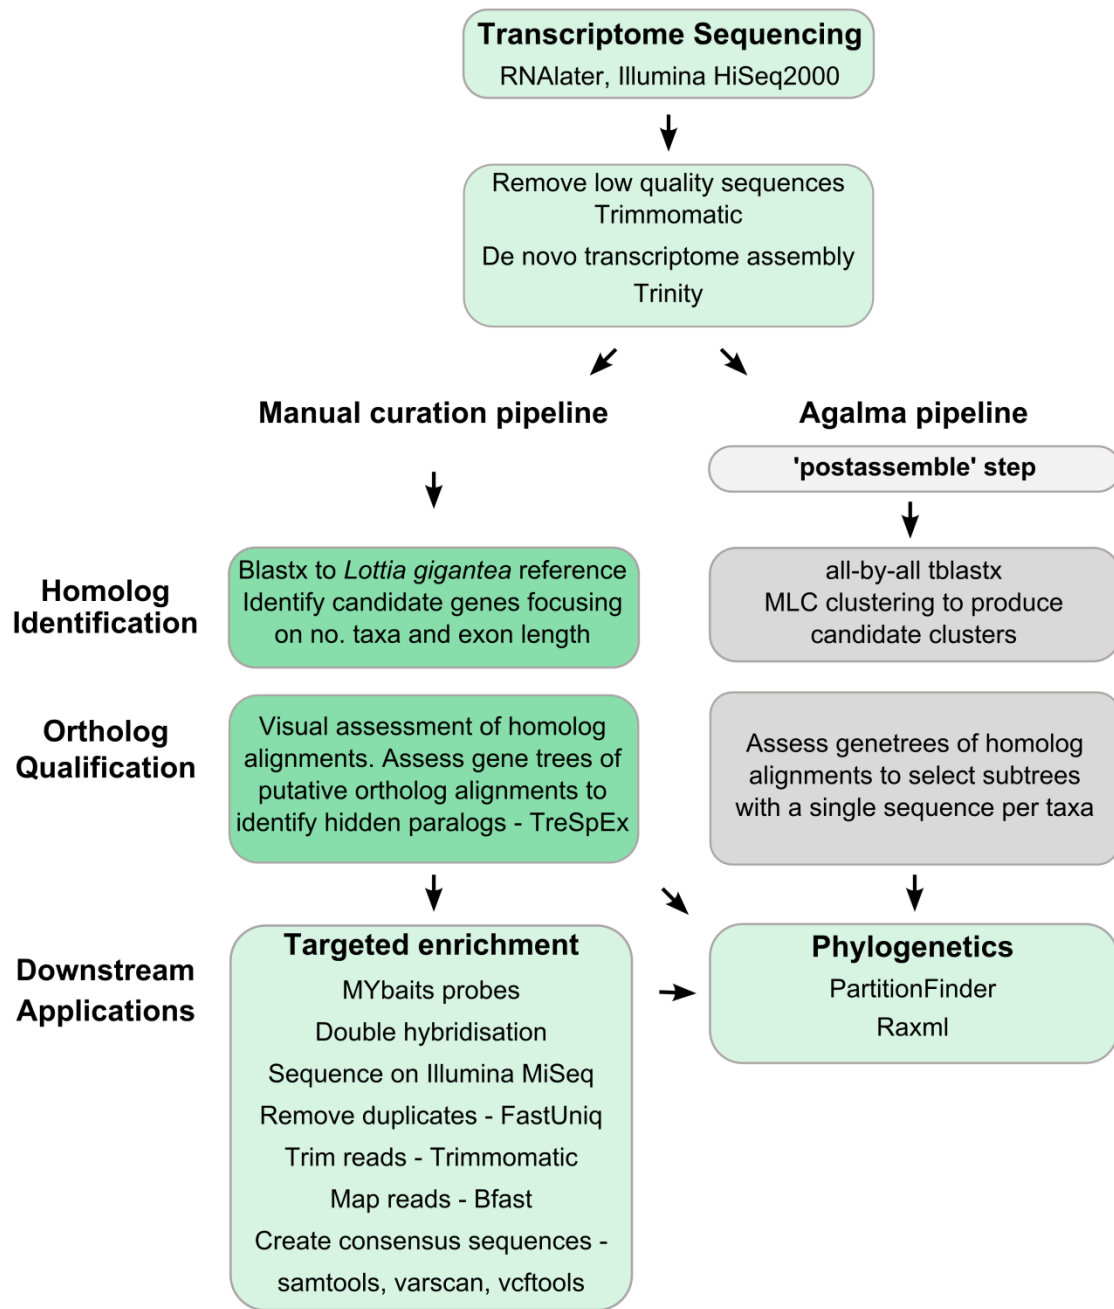 Transcriptome Sequencing
RNAlater, Illumina HiSeq2000
Remove low quality sequences
Trimmomatic
De novo transcriptome assembly
Trinity
Manual curation pipeline
Agalma pipeline
'postassemble' step
Homolog
Identification
Blastx to Lottia gigantea reference
Identify candidate genes focusing
on no. taxa and exon length
all-by-all tblastx
MLC clustering to produce
candidate clusters
Ortholog
Qualification
Visual assessment of homolog
alignments. Assess gene trees of
putative ortholog alignments to
identify hidden paralogs - TreSpEx
Assess genetrees of homolog
alignments to select subtrees
with a single sequence per taxa
Downstream
Applications
Targeted enrichment
MYbaits probes
Double hybridisation
Sequence on Illumina MiSeq
Remove duplicates - FastUniq
Trim reads - Trimmomatic
Map reads - Bfast
Create consensus sequences -
samtools, varscan, vcftools
Phylogenetics
PartitionFinder
Raxml